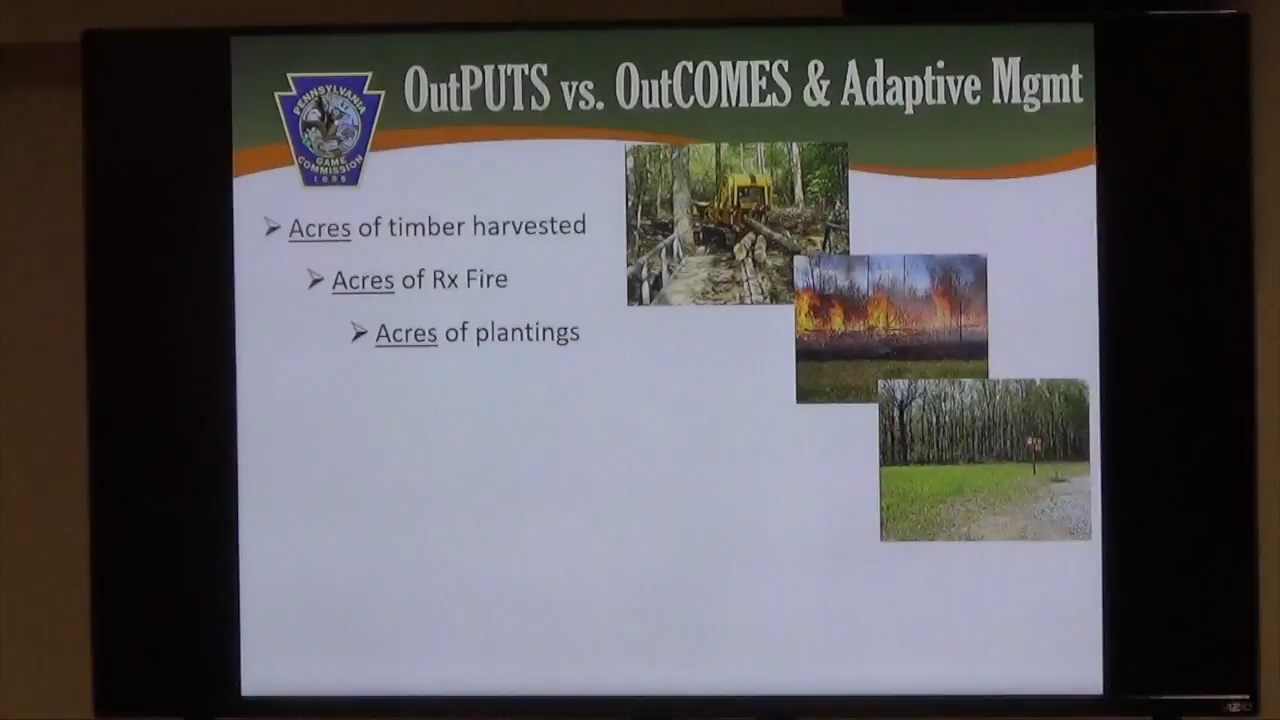 OutPUTS vs. OutCOMES & Adaptive Mgmt
PENNSYLVANIA
GAME
COMMISSION
➢ Acres of timber harvested
➢ Acres of Rx Fire
➢ Acres of plantings